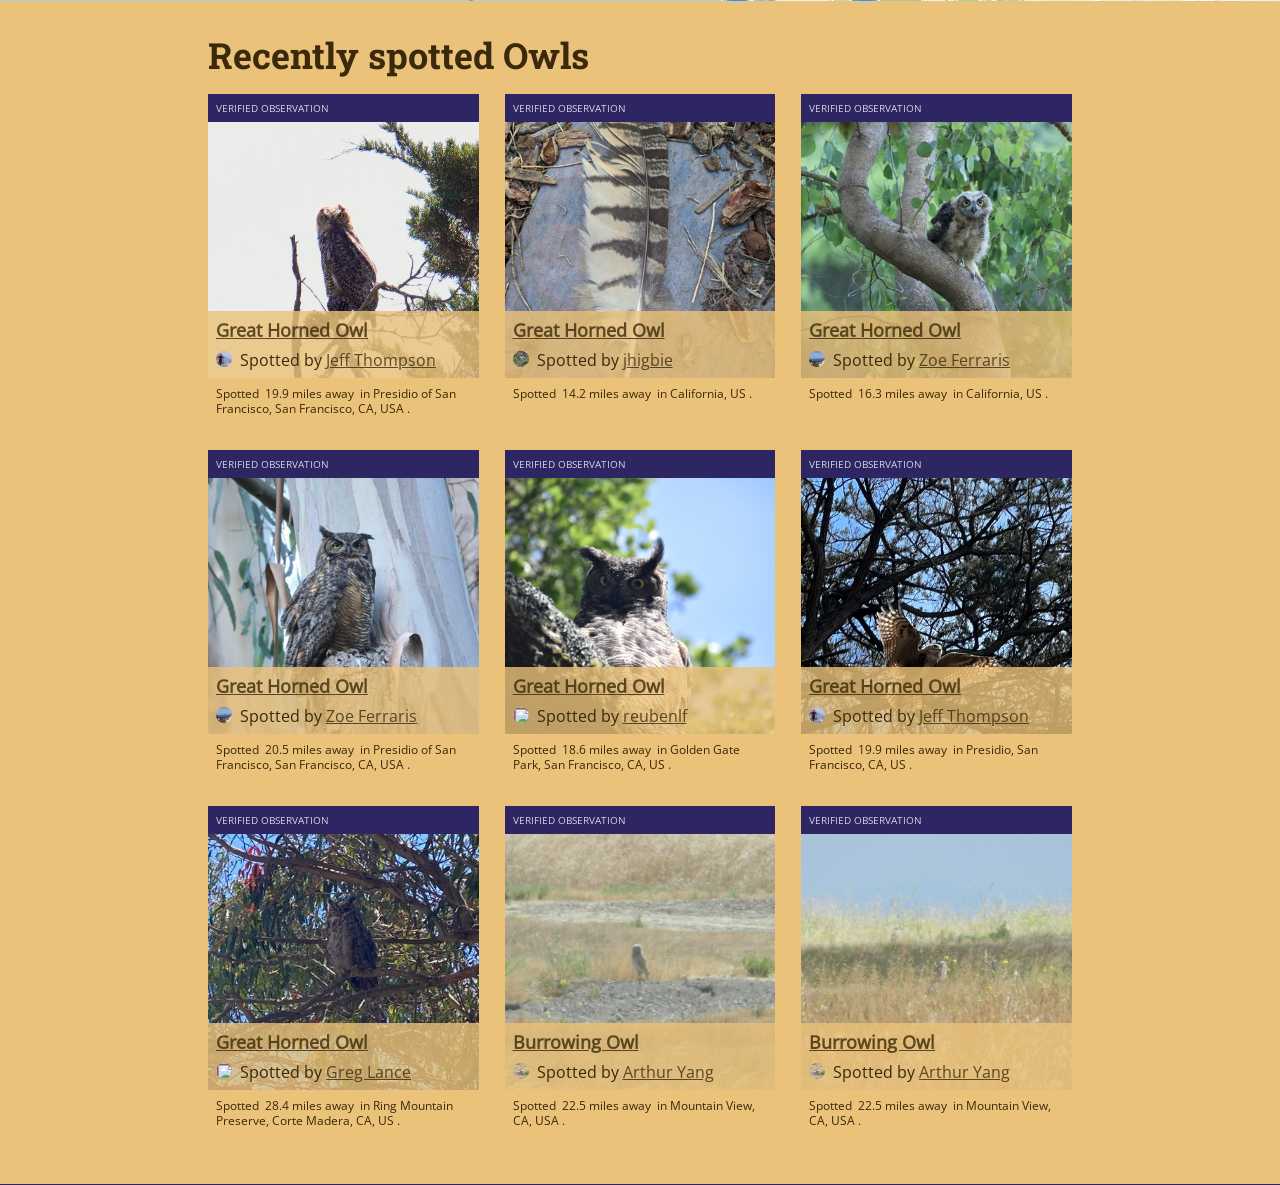 Recently spotted Owls
VERIFIED OBSERVATION
Great Horned Owl
Spotted by Jeff Thompson
Spotted 19.9 miles away in Presidio of San
Francisco, San Francisco, CA, USA .
VERIFIED OBSERVATION
Great Horned Owl
Spotted by jhigbie
Spotted 14.2 miles away in California, US .
VERIFIED OBSERVATION
Great Horned Owl
Spotted by Zoe Ferraris
Spotted 16.3 miles away in California, US .
VERIFIED OBSERVATION
Great Horned Owl
Spotted by Zoe Ferraris
Spotted 20.5 miles away in Presidio of San
Francisco, San Francisco, CA, USA .
VERIFIED OBSERVATION
Great Horned Owl
Spotted by reubenlf
Spotted 18.6 miles away in Golden Gate
Park, San Francisco, CA, US .
VERIFIED OBSERVATION
Great Horned Owl
Spotted by Jeff Thompson
Spotted 19.9 miles away in Presidio, San
Francisco, CA, US .
VERIFIED OBSERVATION
Great Horned Owl
Spotted by Greg Lance
Spotted 28.4 miles away in Ring Mountain
Preserve, Corte Madera, CA, US .
VERIFIED OBSERVATION
Burrowing Owl
Spotted by Arthur Yang
Spotted 22.5 miles away in Mountain View,
CA, USA .
VERIFIED OBSERVATION
Burrowing Owl
Spotted by Arthur Yang
Spotted 22.5 miles away in Mountain View,
CA, USA .